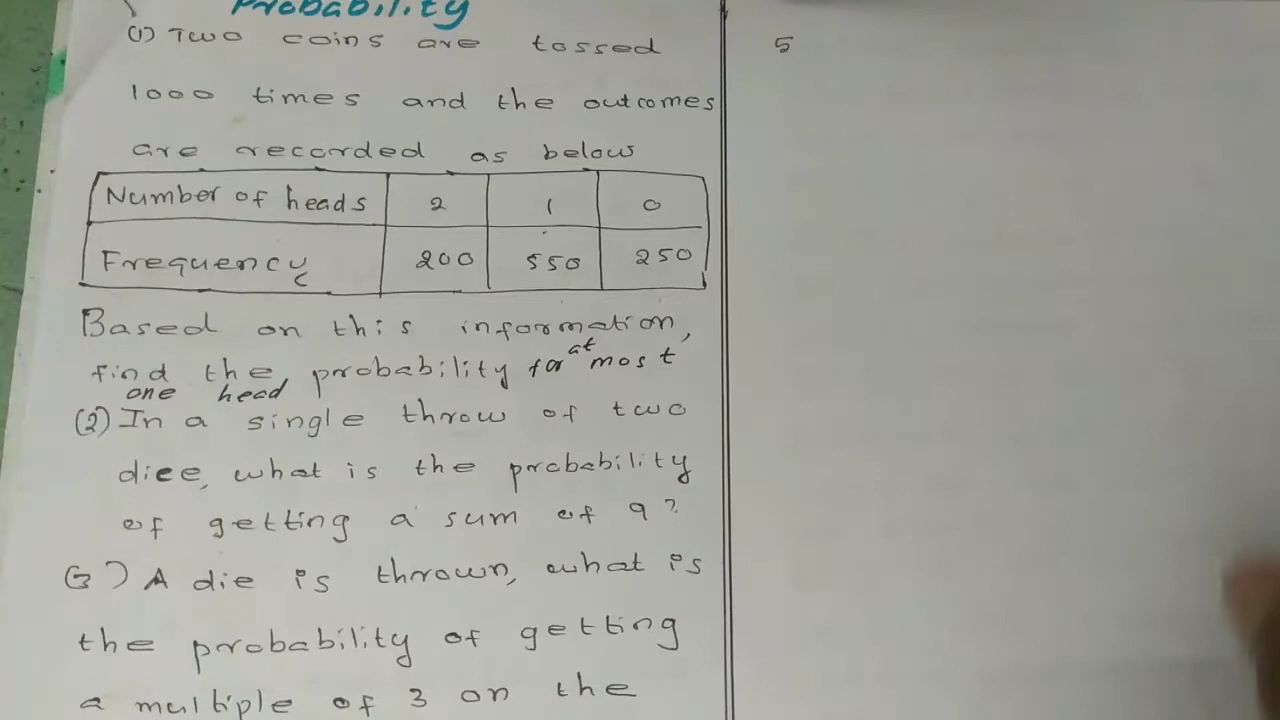 Probability
(1) Two coins are tossed
1000 times and the outcomes
are recorded as below
Number of heads 2 1 0
Frequency 200 550 250
Based on this information,
find the probability for at most
one head
(2) In a single throw of two
dice, what is the probability
of getting a sum of 9?
(3) A die is thrown, what is
the probability of getting
a multiple of 3 on the
5